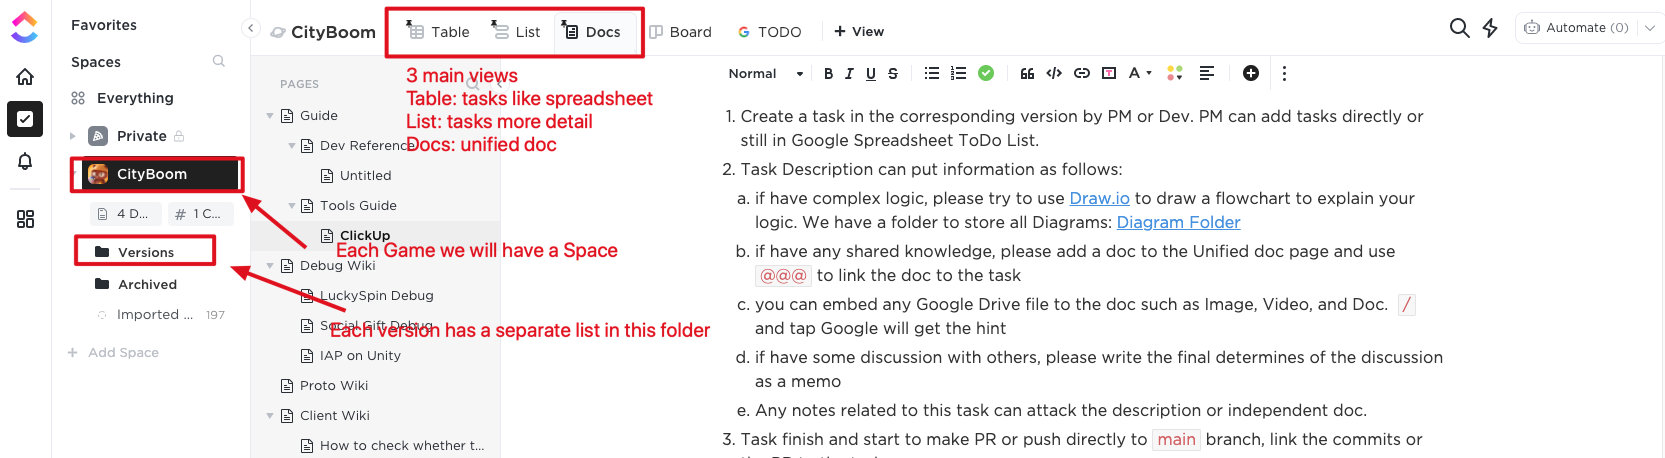 Favorites
Spaces
Everything
Private
CityBoom
4 D...
# 1 C...
Versions
Archived
Imported ... 197
+ Add Space
CityBoom
Table
List
Docs
Board
TODO
+ View
Automate (0)
3 main views
Table: tasks like spreadsheet
List: tasks more detail
Docs: unified doc
Each Game we will have a Space
Each version has a separate list in this folder
PAGES
Guide
Dev Reference
Untitled
Tools Guide
ClickUp
Debug Wiki
LuckySpin Debug
Social Gift Debug
IAP on Unity
Proto Wiki
Client Wiki
How to check whether t...
Normal
B I U S
1. Create a task in the corresponding version by PM or Dev. PM can add tasks directly or
still in Google Spreadsheet ToDo List.
2. Task Description can put information as follows:
a. if have complex logic, please try to use Draw.io to draw a flowchart to explain your
logic. We have a folder to store all Diagrams: Diagram Folder
b. if have any shared knowledge, please add a doc to the Unified doc page and use
@@@ to link the doc to the task
c. you can embed any Google Drive file to the doc such as Image, Video, and Doc. /
and tap Google will get the hint
d. if have some discussion with others, please write the final determines of the discussion
as a memo
e. Any notes related to this task can attack the description or independent doc.
3. Task finish and start to make PR or push directly to main branch, link the commits or